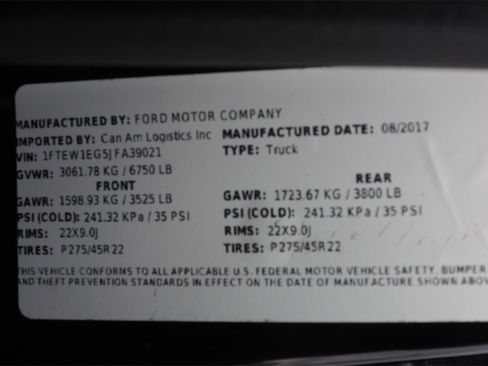 MANUFACTURED BY: FORD MOTOR COMPANY
IMPORTED BY: Can Am Logistics Inc MANUFACTURED DATE: 08/2017
VIN: 1FTEW1EG5JFA39021 TYPE: Truck
GVWR: 3061.78 KG / 6750 LB
FRONT REAR
GAWR: 1598.93 KG / 3525 LB GAWR: 1723.67 KG / 3800 LB
PSI (COLD): 241.32 KPa / 35 PSI PSI (COLD): 241.32 KPa / 35 PSI
RIMS: 22X9.0J RIMS: 22X9.0J
TIRES: P275/45R22 TIRES: P275/45R22
THIS VEHICLE CONFORMS TO ALL APPLICABLE U.S. FEDERAL MOTOR VEHICLE SAFETY, BUMPER
AND THEFT PREVENTION STANDARDS IN EFFECT ON THE DATE OF MANUFACTURE SHOWN ABOV